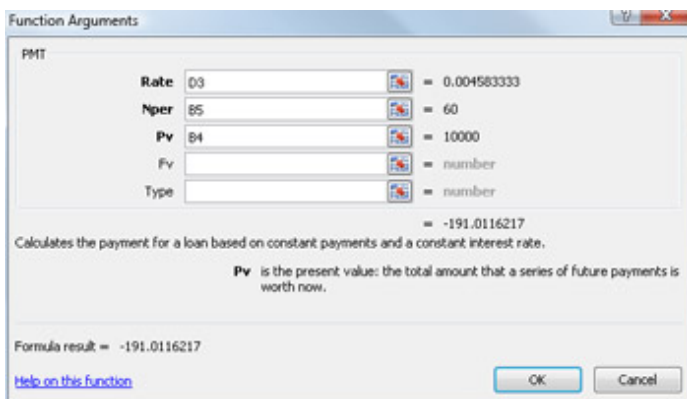 Function Arguments
PMT
Rate D3 = 0.004583333
Nper B5 = 60
Pv B4 = 10000
Fv = number
Type = number
= -191.0116217
Calculates the payment for a loan based on constant payments and a constant interest rate.
Pv is the present value: the total amount that a series of future payments is
worth now.
Formula result = -191.0116217
Help on this function OK Cancel